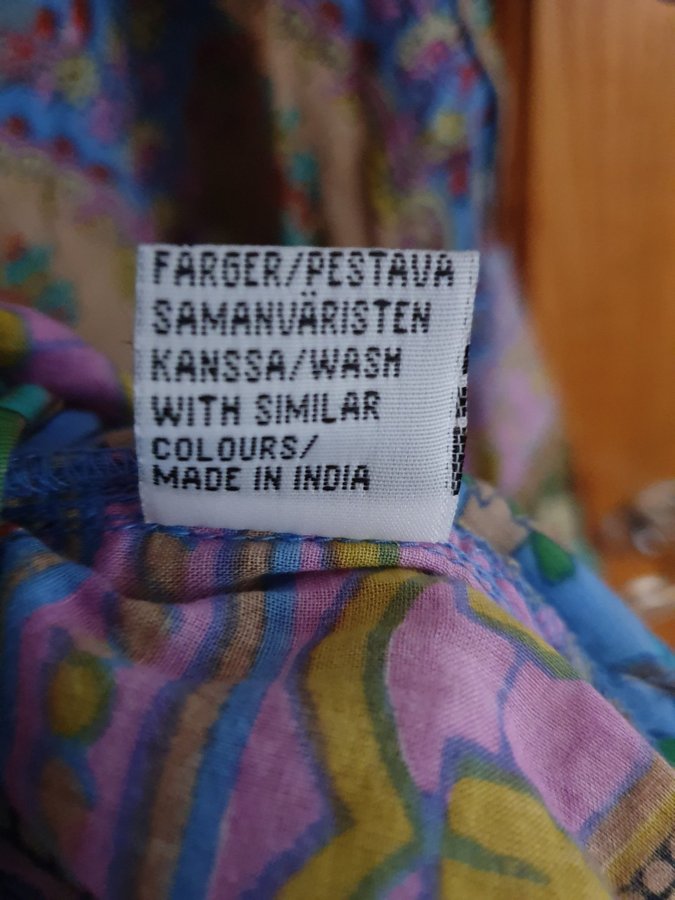 FARGER/PESTAVA
SAMANVÄRISTEN
KANSSA/WASH
WITH SIMILAR
COLOURS/
MADE IN INDIA